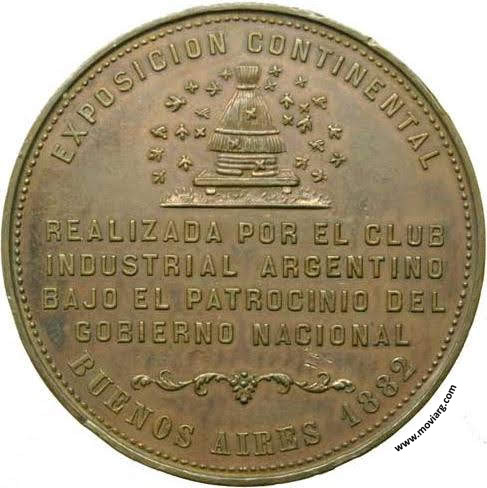 EXPOSICION CONTINENTAL
REALIZADA POR EL CLUB
INDUSTRIAL ARGENTINO
BAJO EL PATROCINIO DEL
GOBIERNO NACIONAL
BUENOS AIRES 1882
www.moviarg.com